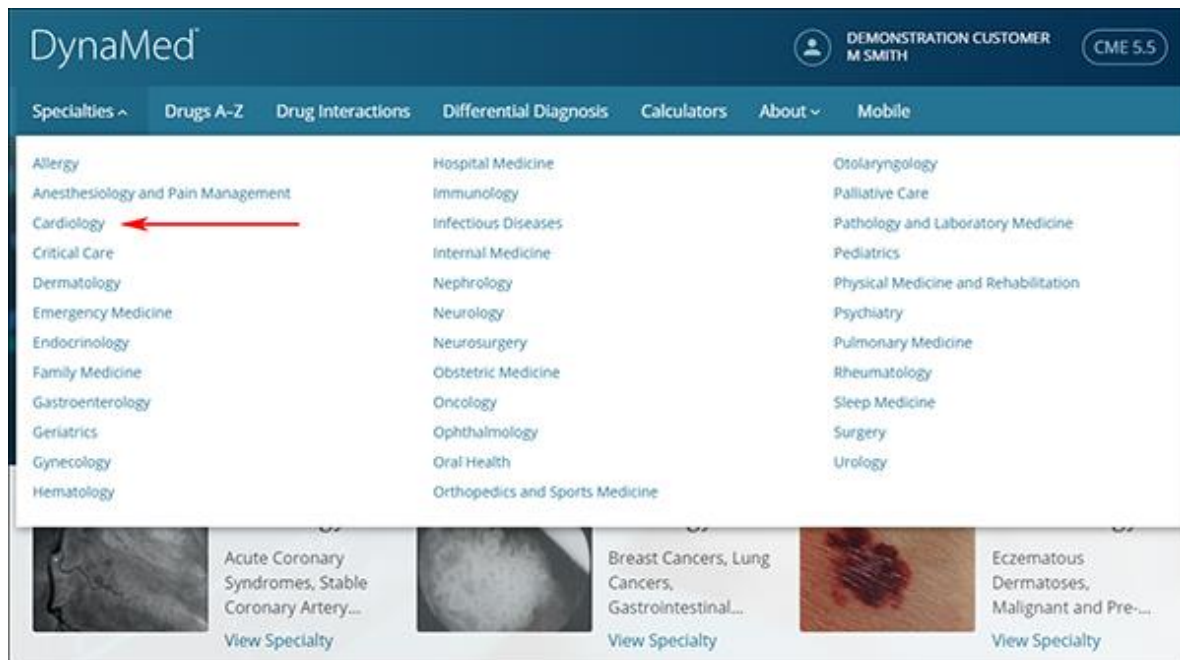 DynaMed
DEMONSTRATION CUSTOMER
M SMITH
CME 5.5
Specialties Drugs A–Z Drug Interactions Differential Diagnosis Calculators About Mobile
Allergy
Anesthesiology and Pain Management
Cardiology
Critical Care
Dermatology
Emergency Medicine
Endocrinology
Family Medicine
Gastroenterology
Geriatrics
Gynecology
Hematology
Hospital Medicine
Immunology
Infectious Diseases
Internal Medicine
Nephrology
Neurology
Neurosurgery
Obstetric Medicine
Oncology
Ophthalmology
Oral Health
Orthopedics and Sports Medicine
Otolaryngology
Palliative Care
Pathology and Laboratory Medicine
Pediatrics
Physical Medicine and Rehabilitation
Psychiatry
Pulmonary Medicine
Rheumatology
Sleep Medicine
Surgery
Urology
Acute Coronary
Syndromes, Stable
Coronary Artery...
View Specialty
Breast Cancers, Lung
Cancers,
Gastrointestinal...
View Specialty
Eczematous
Dermatoses,
Malignant and Pre-...
View Specialty